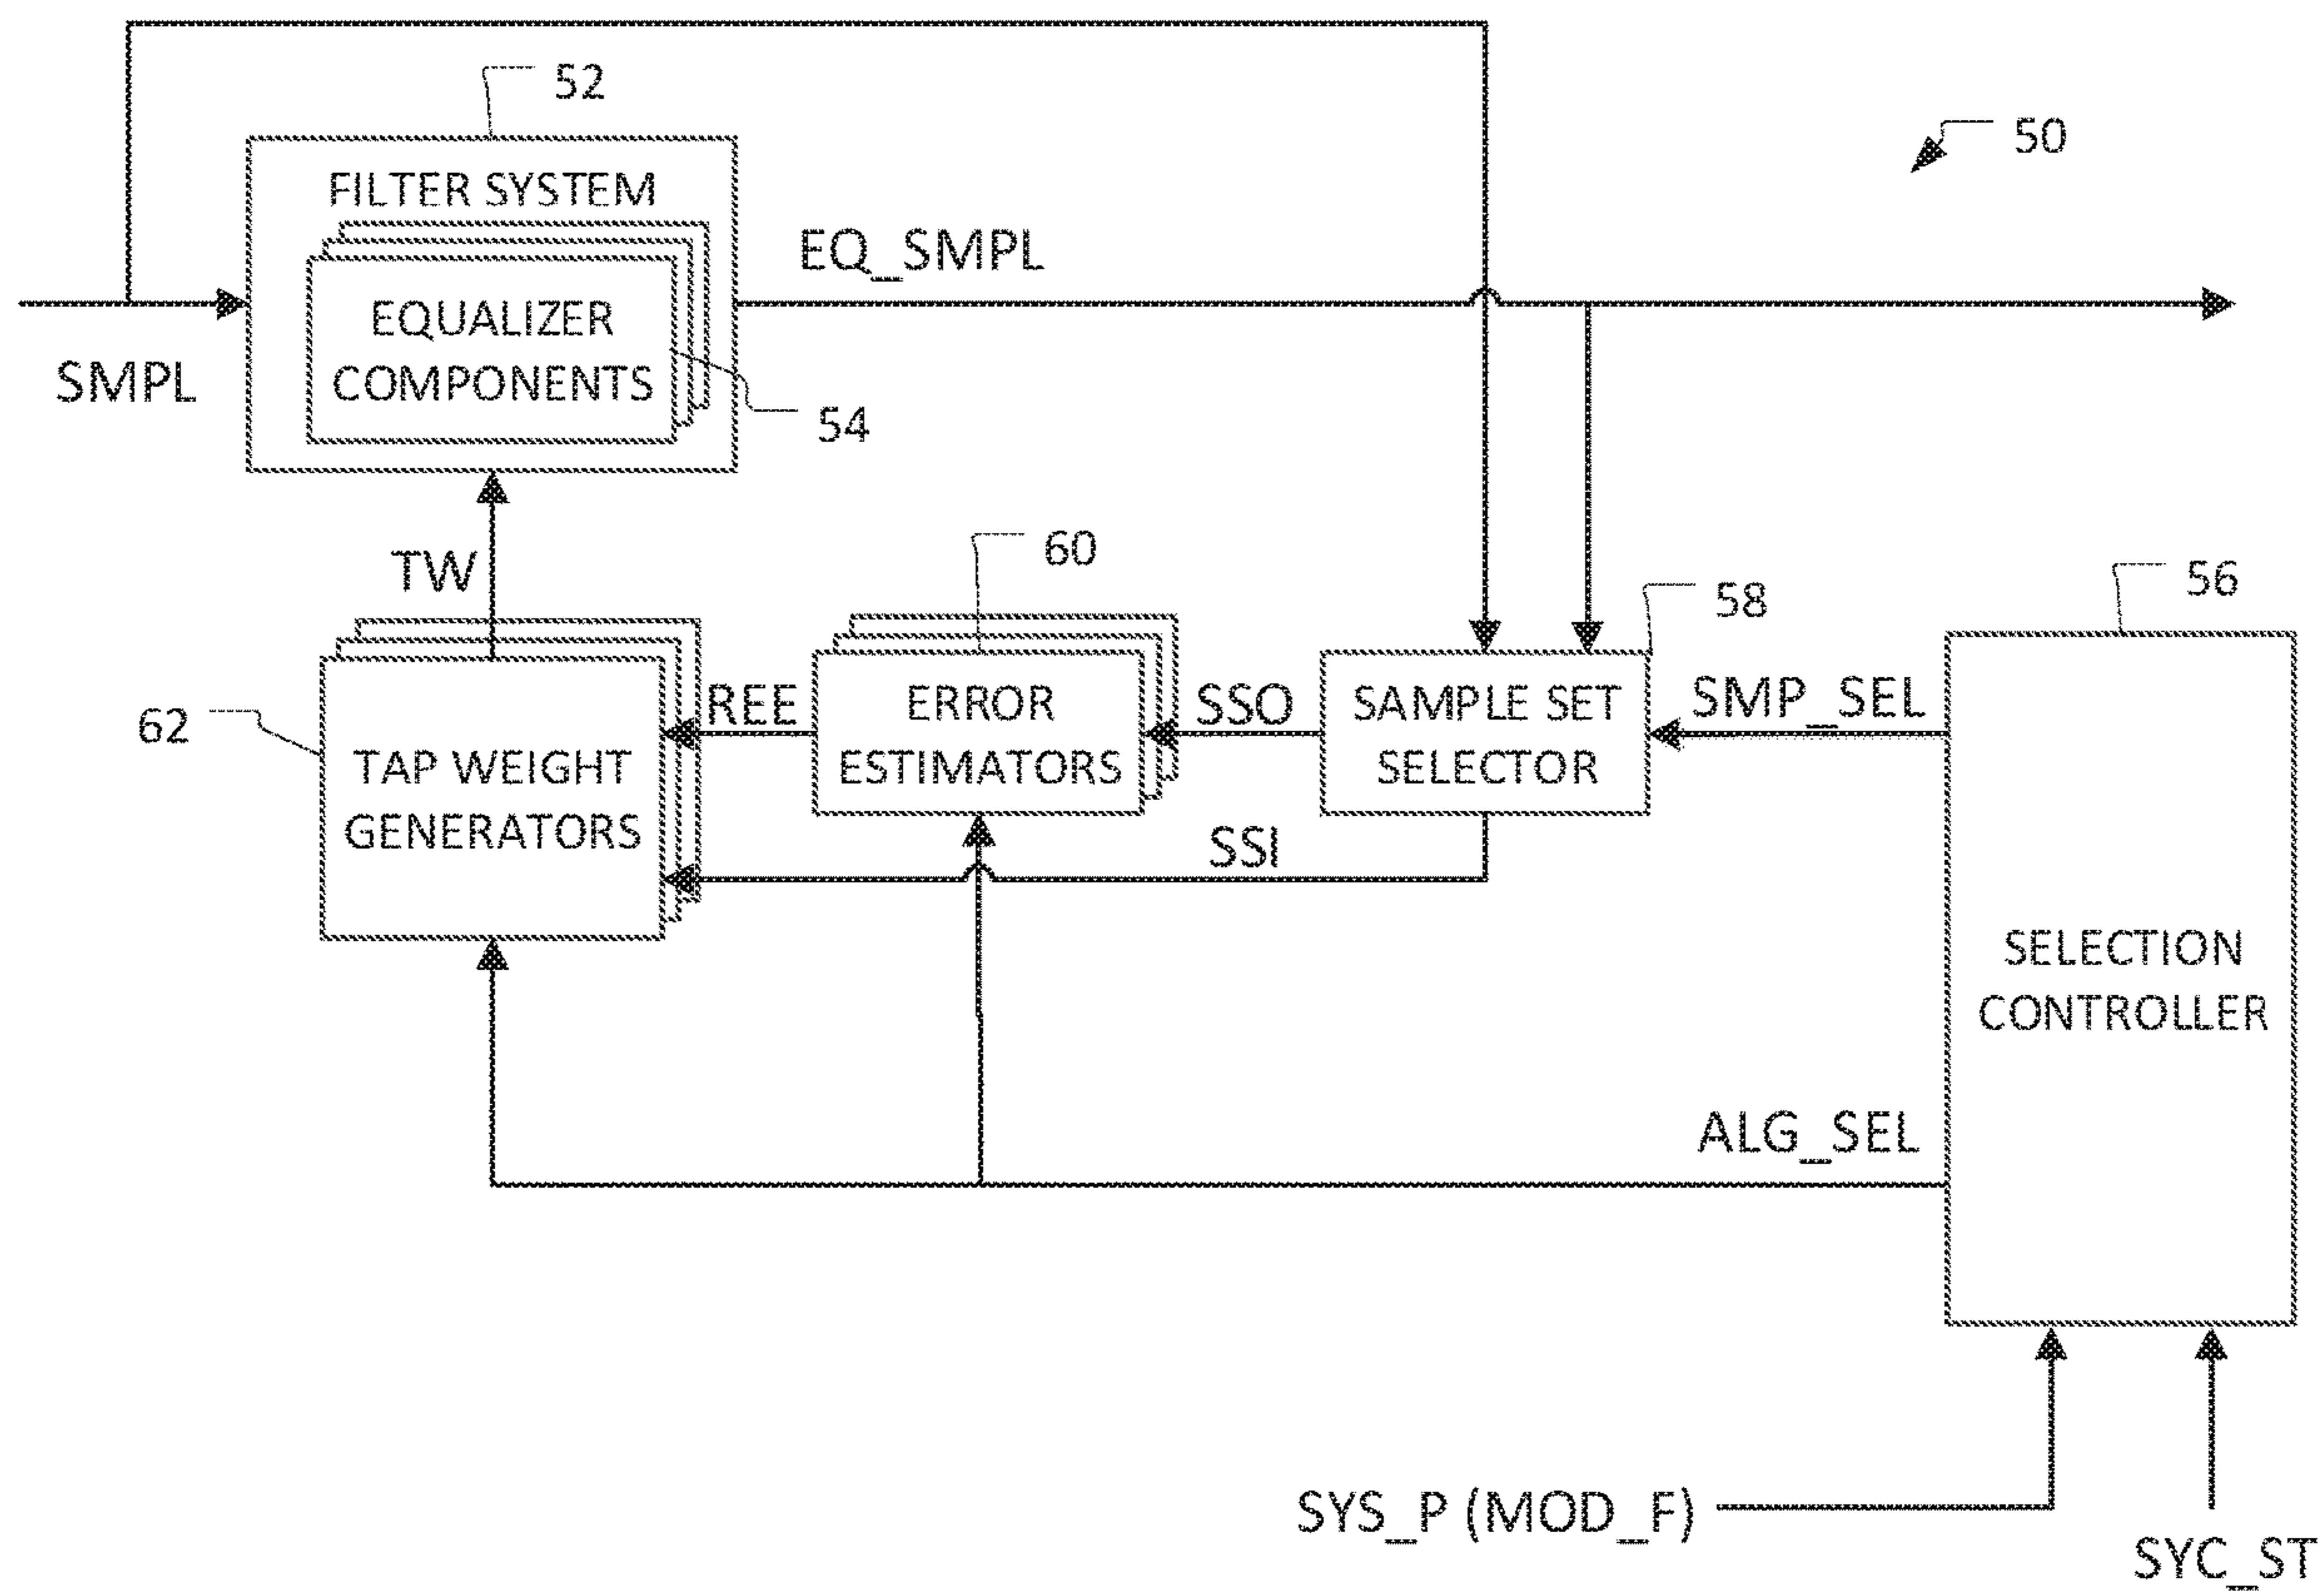 52
50
FILTER SYSTEM
EQ_SMPL
EQUALIZER
COMPONENTS
SMPL
54
TW
60
58
56
62
REE
ERROR
ESTIMATORS
SSO
SAMPLE SET
SELECTOR
SMP_SEL
TAP WEIGHT
GENERATORS
SSI
SELECTION
CONTROLLER
ALG_SEL
SYS_P (MOD_F)
SYC_ST